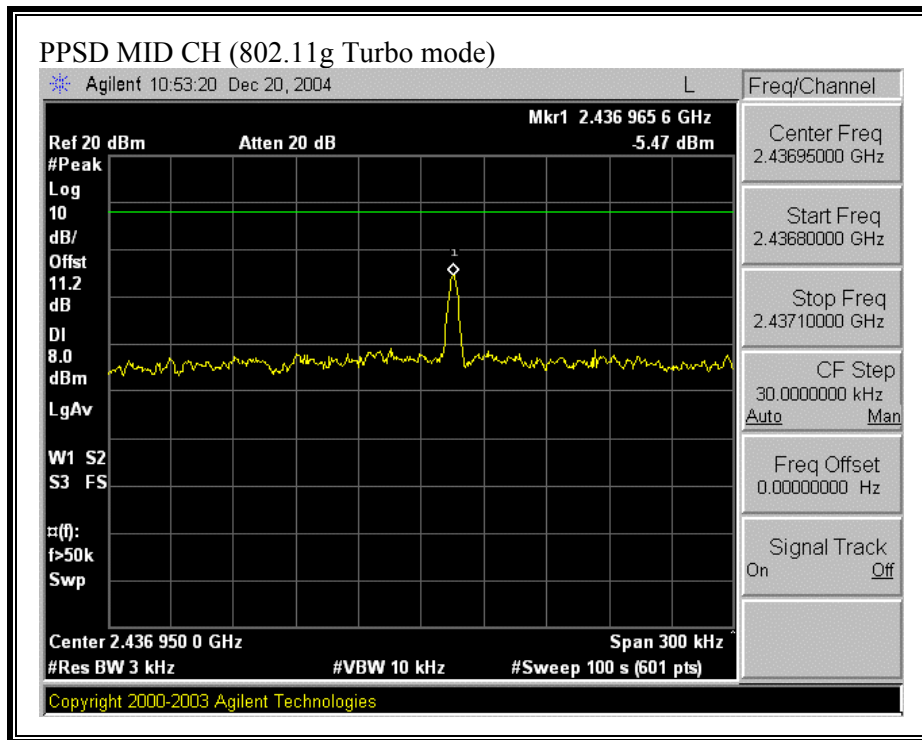 PPSD MID CH (802.11g Turbo mode)
Agilent 10:53:20 Dec 20, 2004 L
Mkr1 2.436 965 6 GHz
Ref 20 dBm Atten 20 dB -5.47 dBm
#Peak
Log
10
dB/
Offst
11.2
dB
DI
8.0
dBm
LgAv
W1 S2
S3 FS
¤(f):
f>50k
Swp
1
Center 2.436 950 0 GHz Span 300 kHz ^
#Res BW 3 kHz #VBW 10 kHz #Sweep 100 s (601 pts)
Copyright 2000-2003 Agilent Technologies
Freq/Channel
Center Freq
2.43695000 GHz
Start Freq
2.43680000 GHz
Stop Freq
2.43710000 GHz
CF Step
30.0000000 kHz
Auto Man
Freq Offset
0.00000000 Hz
Signal Track
On Off